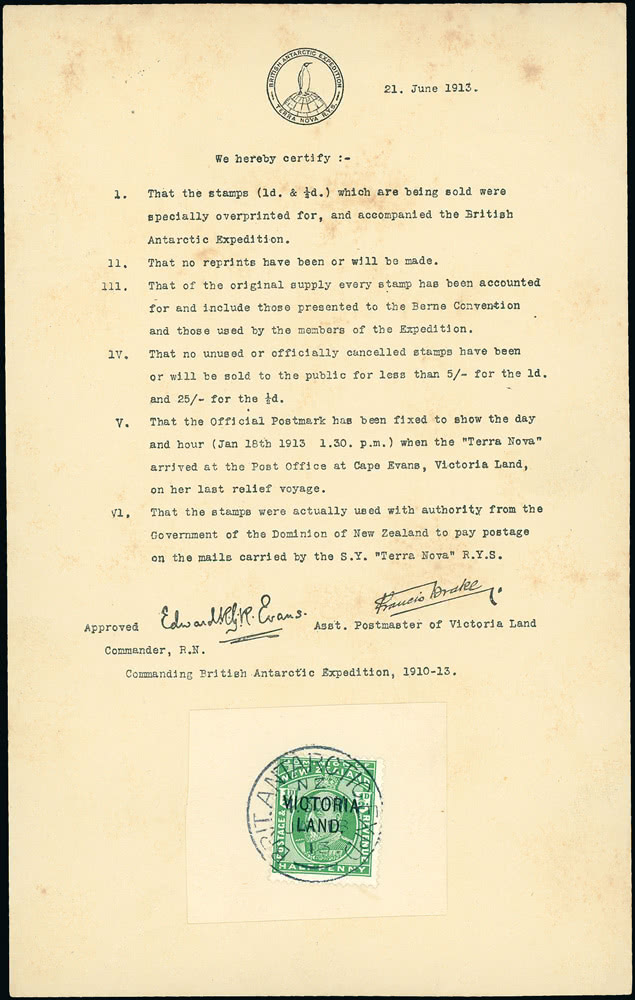 BRITISH ANTARCTIC EXPEDITION
TERRA NOVA R.Y.S.
21. June 1913.
We hereby certify :-
1. That the stamps (1d. & ½d.) which are being sold were
specially overprinted for, and accompanied the British
Antarctic Expedition.
11. That no reprints have been or will be made.
111. That of the original supply every stamp has been accounted
for and include those presented to the Berne Convention
and those used by the members of the Expedition.
1V. That no unused or officially cancelled stamps have been
or will be sold to the public for less than 5/- for the 1d.
and 25/- for the ½d.
V. That the Official Postmark has been fixed to show the day
and hour (Jan 18th 1913 1.30. p.m.) when the "Terra Nova"
arrived at the Post Office at Cape Evans, Victoria Land,
on her last relief voyage.
V1. That the stamps were actually used with authority from the
Government of the Dominion of New Zealand to pay postage
on the mails carried by the S.Y. "Terra Nova" R.Y.S.
Francis Drake
Approved Edward R.G.R. Evans. Asst. Postmaster of Victoria Land
Commander, R.N.
Commanding British Antarctic Expedition, 1910-13.
BRIT. ANTARCTIC
N.Z.
VICTORIA
LAND.
13
POSTAGE
HALF PENNY